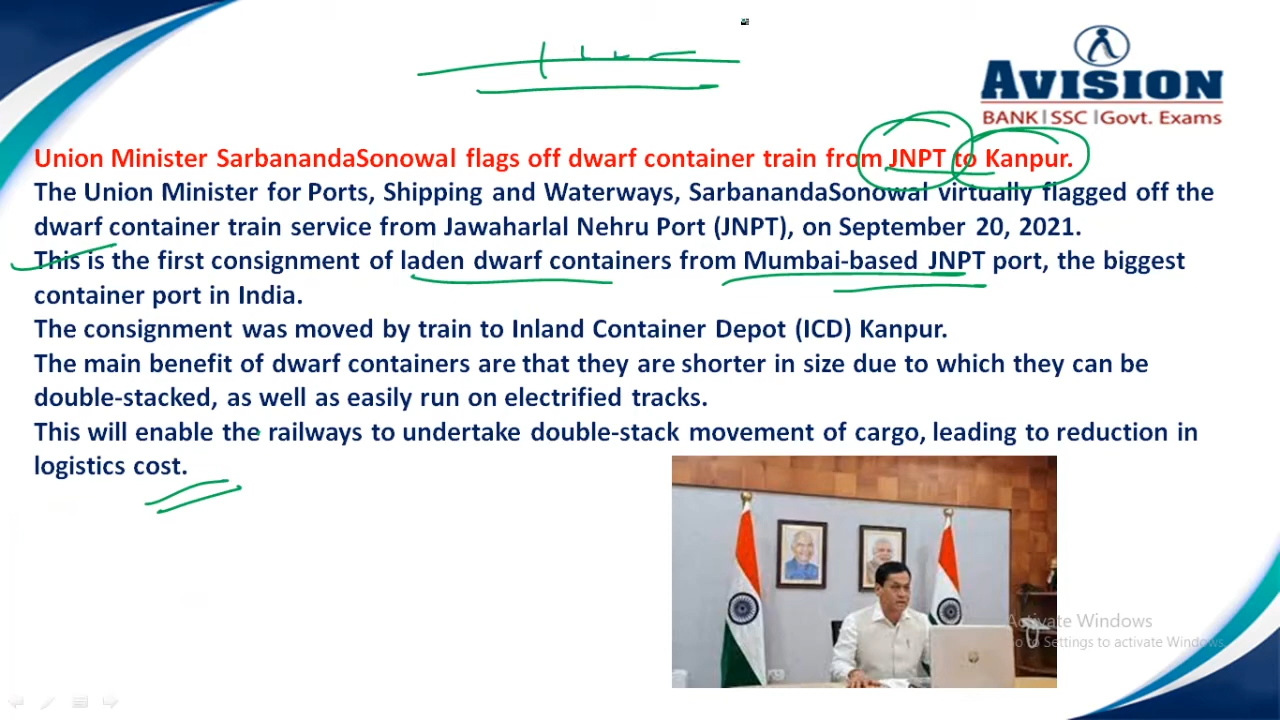 AVISION
BANK|SSC|Govt. Exams
Union Minister SarbanandaSonowal flags off dwarf container train from JNPT to Kanpur.
The Union Minister for Ports, Shipping and Waterways, SarbanandaSonowal virtually flagged off the
dwarf container train service from Jawaharlal Nehru Port (JNPT), on September 20, 2021.
This is the first consignment of laden dwarf containers from Mumbai-based JNPT port, the biggest
container port in India.
The consignment was moved by train to Inland Container Depot (ICD) Kanpur.
The main benefit of dwarf containers are that they are shorter in size due to which they can be
double-stacked, as well as easily run on electrified tracks.
This will enable the railways to undertake double-stack movement of cargo, leading to reduction in
logistics cost.
Activate Windows
Go to Settings to activate Windows.